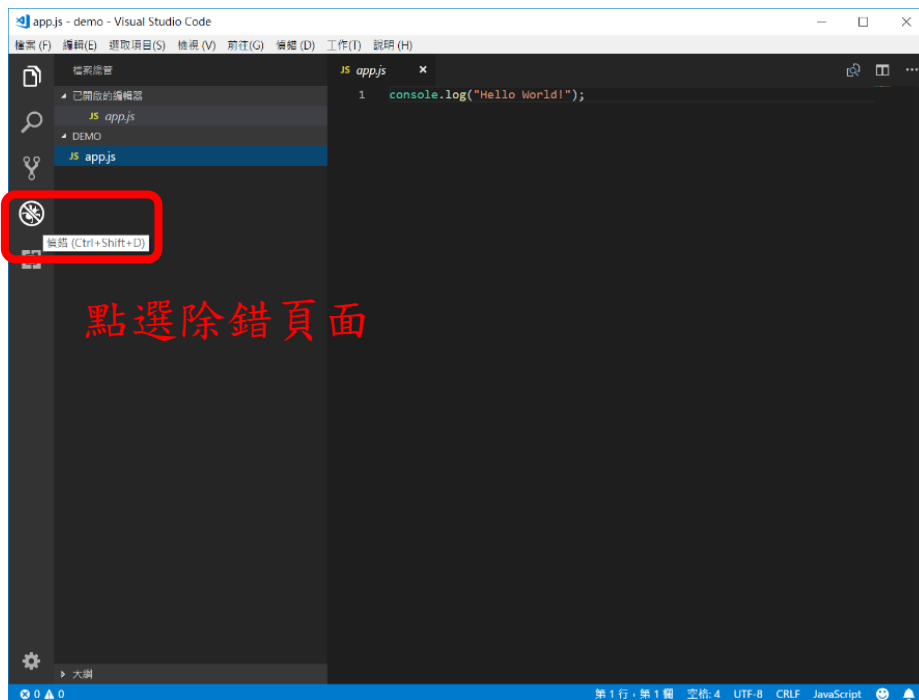 app.js - demo - Visual Studio Code
檔案(F) 編輯(E) 選取項目(S) 檢視(V) 前往(G) 偵錯(D) 工作(T) 說明(H)
檔案總管
JS app.js
已開啟的編輯器
1 console.log("Hello World!");
JS app.js
DEMO
JS app.js
偵錯 (Ctrl+Shift+D)
點選除錯頁面
大綱
0 0
第 1 行，第 1 欄 空格: 4 UTF-8 CRLF JavaScript